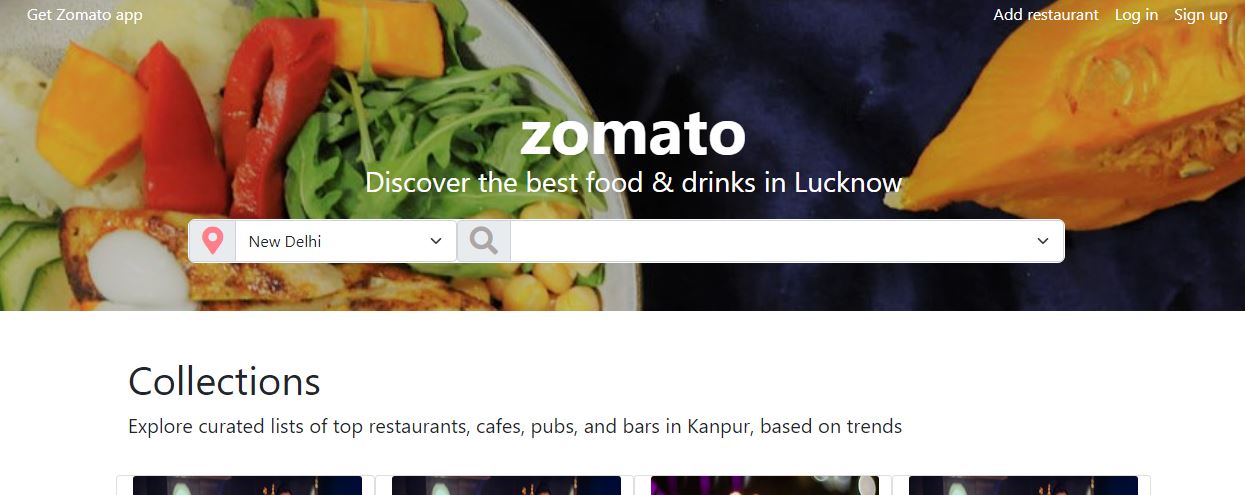 Get Zomato app
Add restaurant Log in Sign up
zomato
Discover the best food & drinks in Lucknow
New Delhi
Collections
Explore curated lists of top restaurants, cafes, pubs, and bars in Kanpur, based on trends